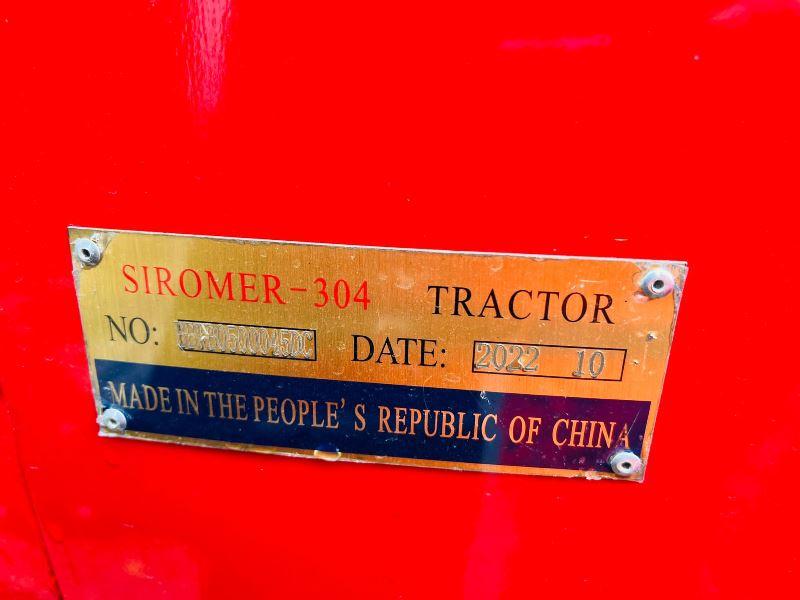 SIROMER-304 TRACTOR
NO: DATE: 2022 10
MADE IN THE PEOPLE'S REPUBLIC OF CHINA